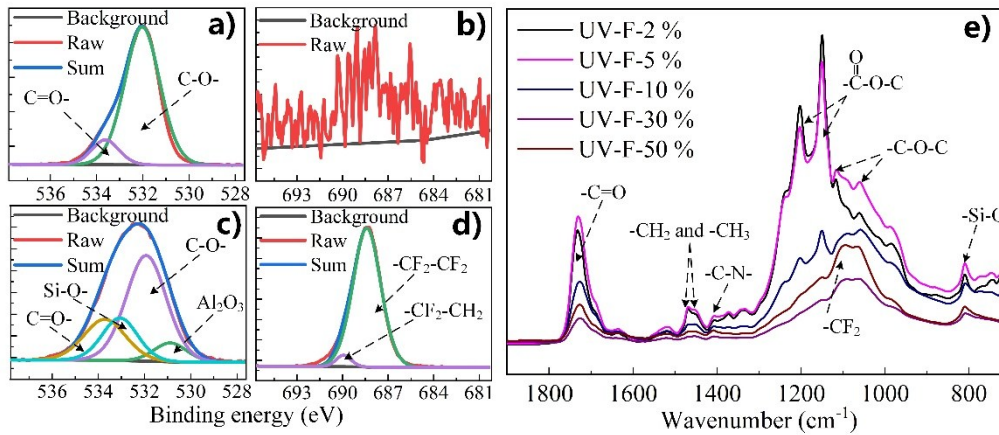 a)
Background
Raw
Sum
C=O-
C-O-
536 534 532 530 528
b)
Background
Raw
693 690 687 684 681
c)
Background
Raw
Sum
C-O-
Si-O-
C=O-
Al₂O₃
536 534 532 530 528
d)
Background
Raw
Sum
-CF₂-CF₂
-CF₂-CH₂
693 690 687 684 681
Binding energy (eV)
e)
UV-F-2 %
UV-F-5 %
UV-F-10 %
UV-F-30 %
UV-F-50 %
O
-C-O-C
-C-O-C
-C=O
-CH₂ and -CH₃
-C-N-
-CF₂
-Si-O
1800 1600 1400 1200 1000 800
Wavenumber (cm⁻¹)